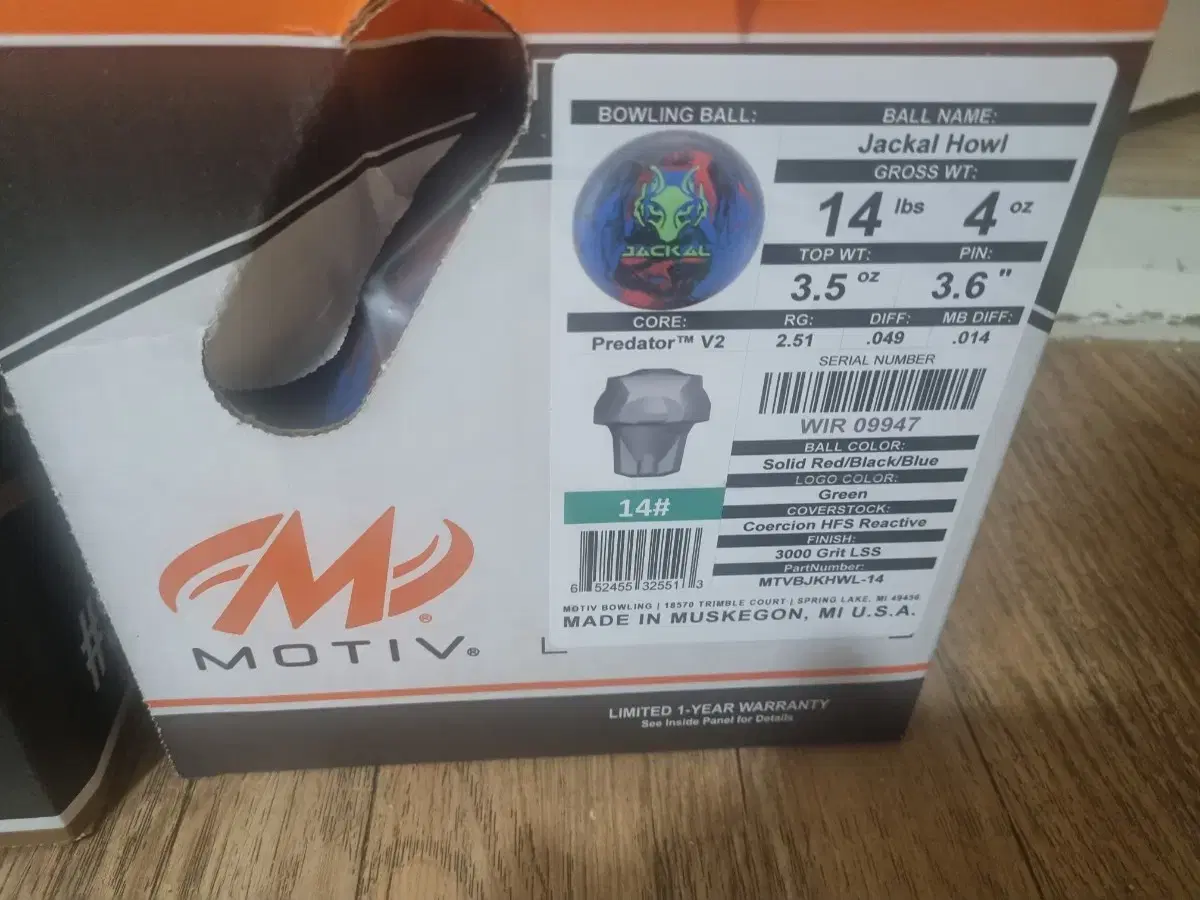 BOWLING BALL:
BALL NAME:
Jackal Howl
GROSS WT:
14 lbs 4 oz
TOP WT: PIN:
3.5 oz 3.6 "
JACKAL
CORE: RG: DIFF: MB DIFF:
Predator™ V2 2.51 .049 .014
SERIAL NUMBER
WIR 09947
BALL COLOR:
Solid Red/Black/Blue
LOGO COLOR:
Green
COVERSTOCK:
Coercion HFS Reactive
FINISH:
3000 Grit LSS
PartNumber:
MTVBJKHWL-14
14#
6 52455 32551 3
MOTIV BOWLING | 18570 TRIMBLE COURT | SPRING LAKE, MI 49456
MADE IN MUSKEGON, MI U.S.A.
M®
MOTIV®
LIMITED 1-YEAR WARRANTY
See Inside Panel for Details